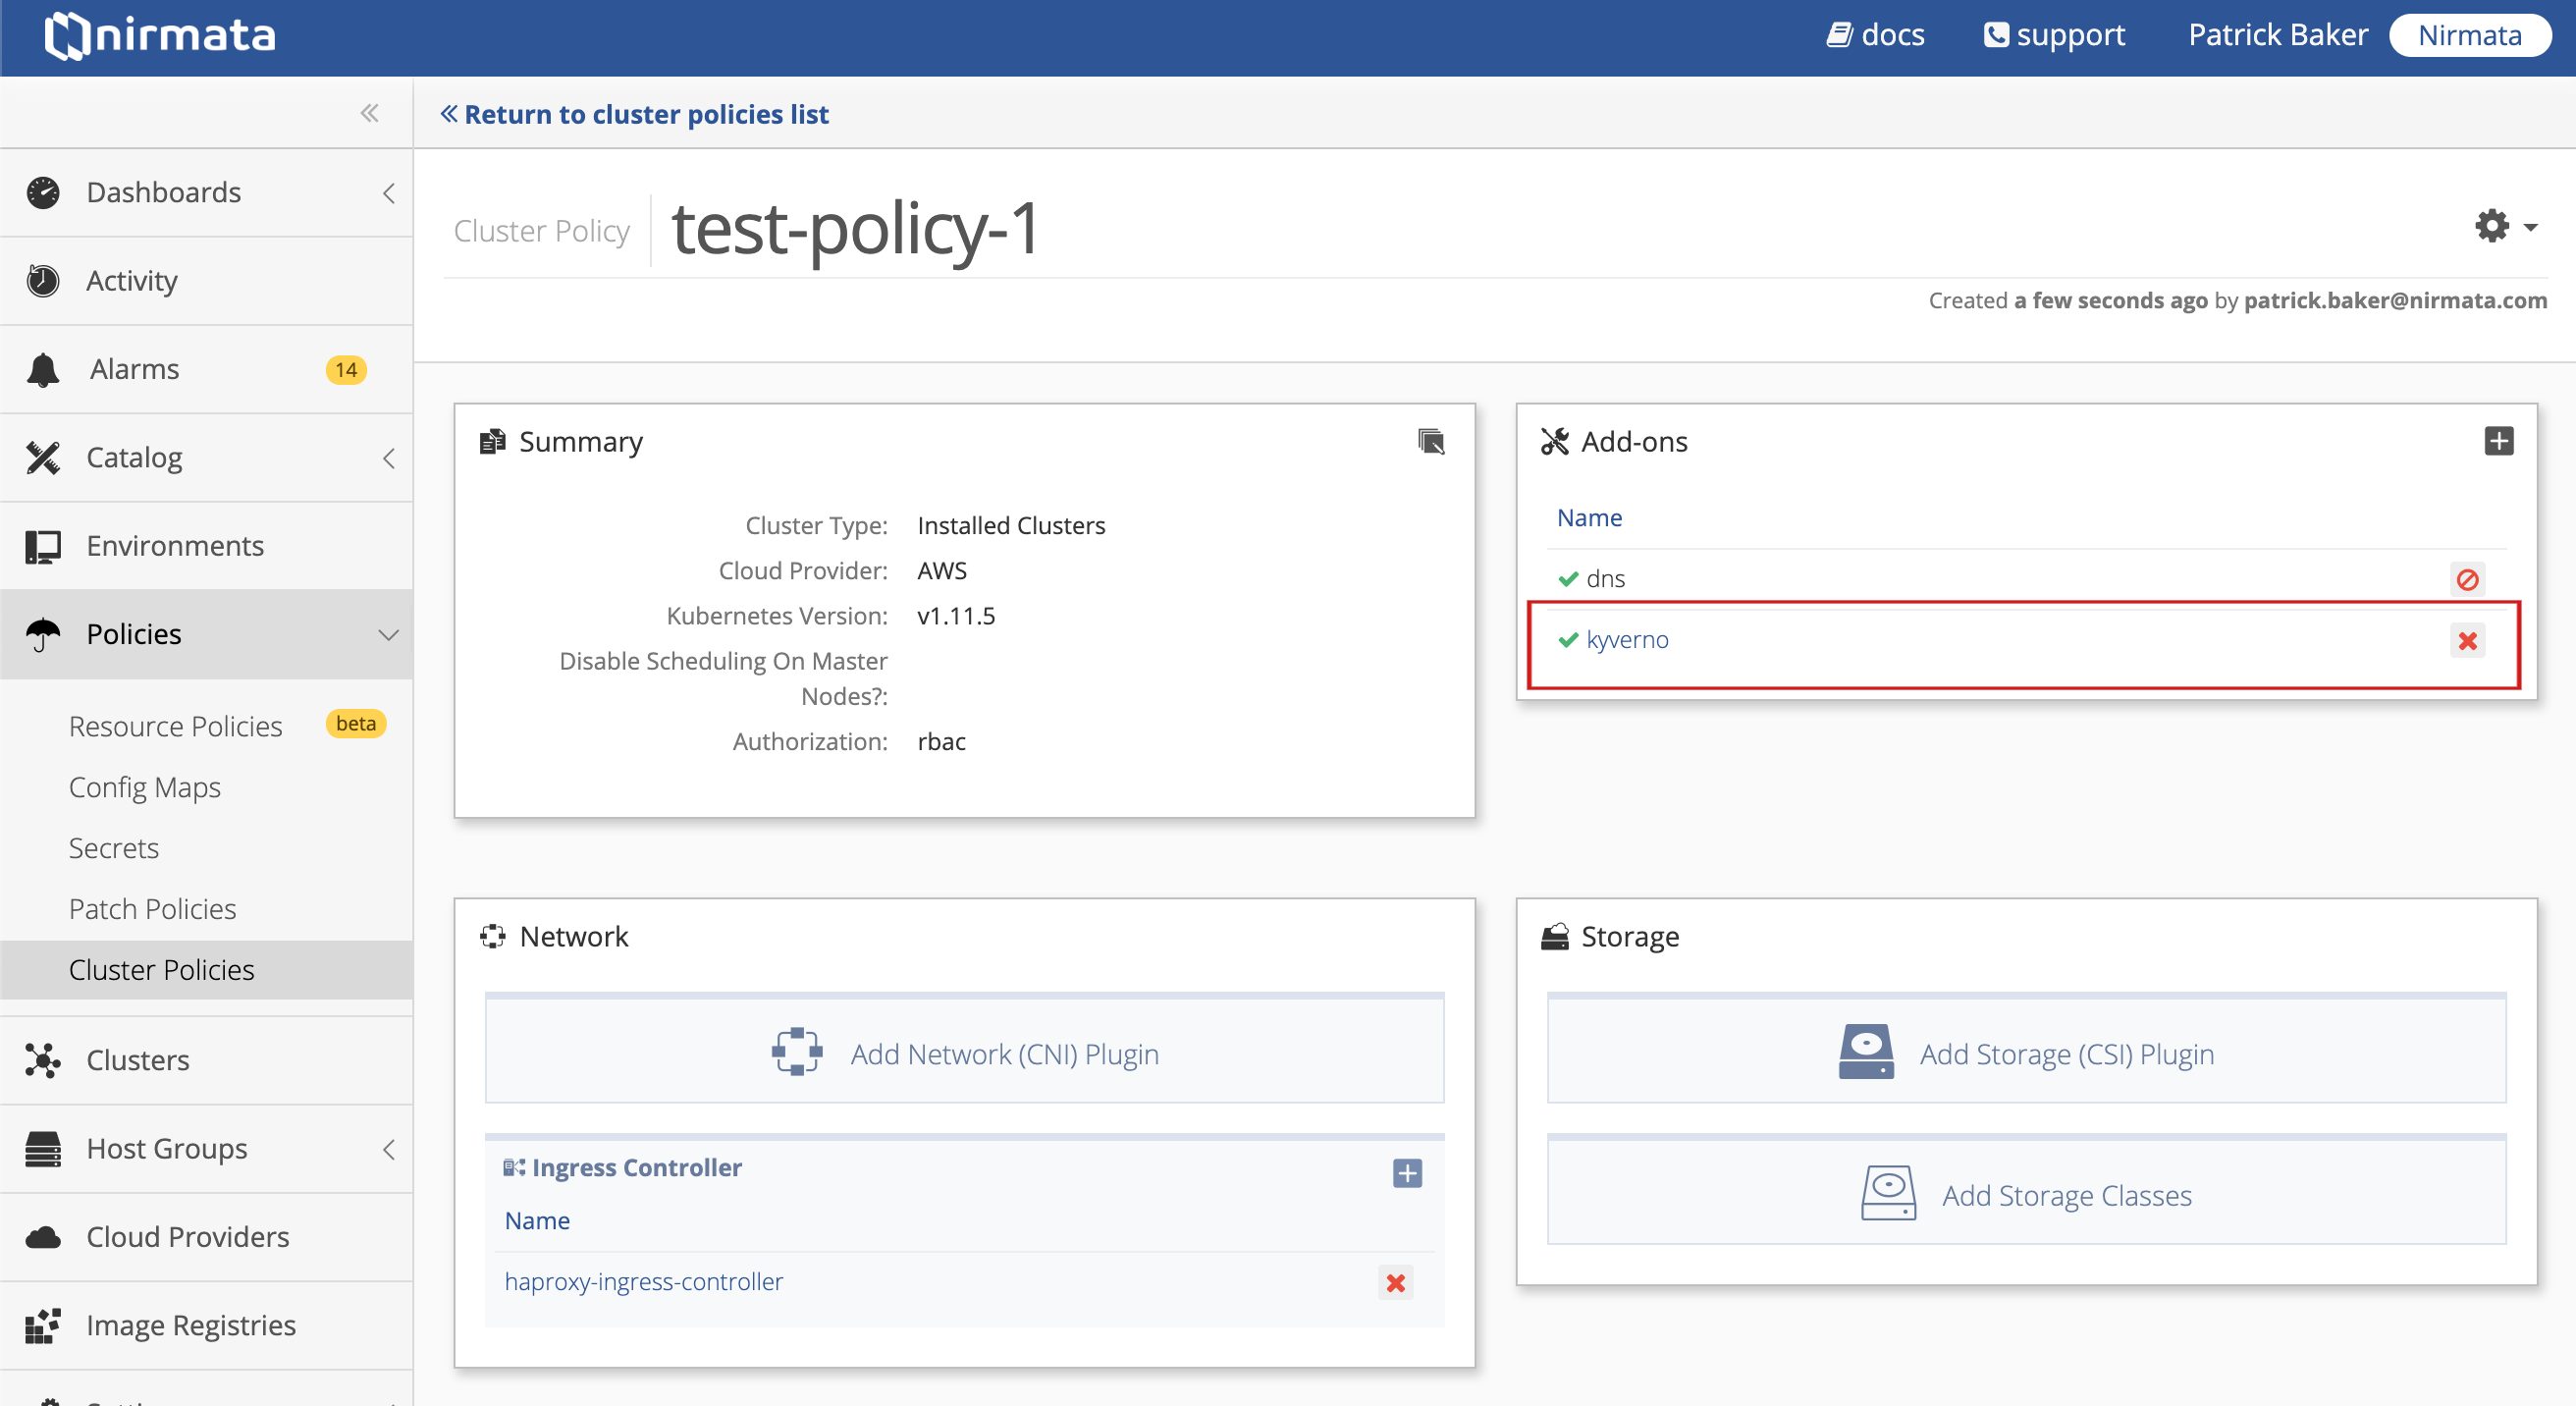 nirmata
docs
support
Patrick Baker
Nirmata
Return to cluster policies list
Dashboards
Activity
Alarms
14
Catalog
Environments
Policies
Resource Policies
beta
Config Maps
Secrets
Patch Policies
Cluster Policies
Clusters
Host Groups
Cloud Providers
Image Registries
Cluster Policy
test-policy-1
Created a few seconds ago by patrick.baker@nirmata.com
Summary
Cluster Type: Installed Clusters
Cloud Provider: AWS
Kubernetes Version: v1.11.5
Disable Scheduling On Master
Nodes?:
Authorization: rbac
Add-ons
Name
dns
kyverno
Network
Add Network (CNI) Plugin
Ingress Controller
Name
haproxy-ingress-controller
Storage
Add Storage (CSI) Plugin
Add Storage Classes